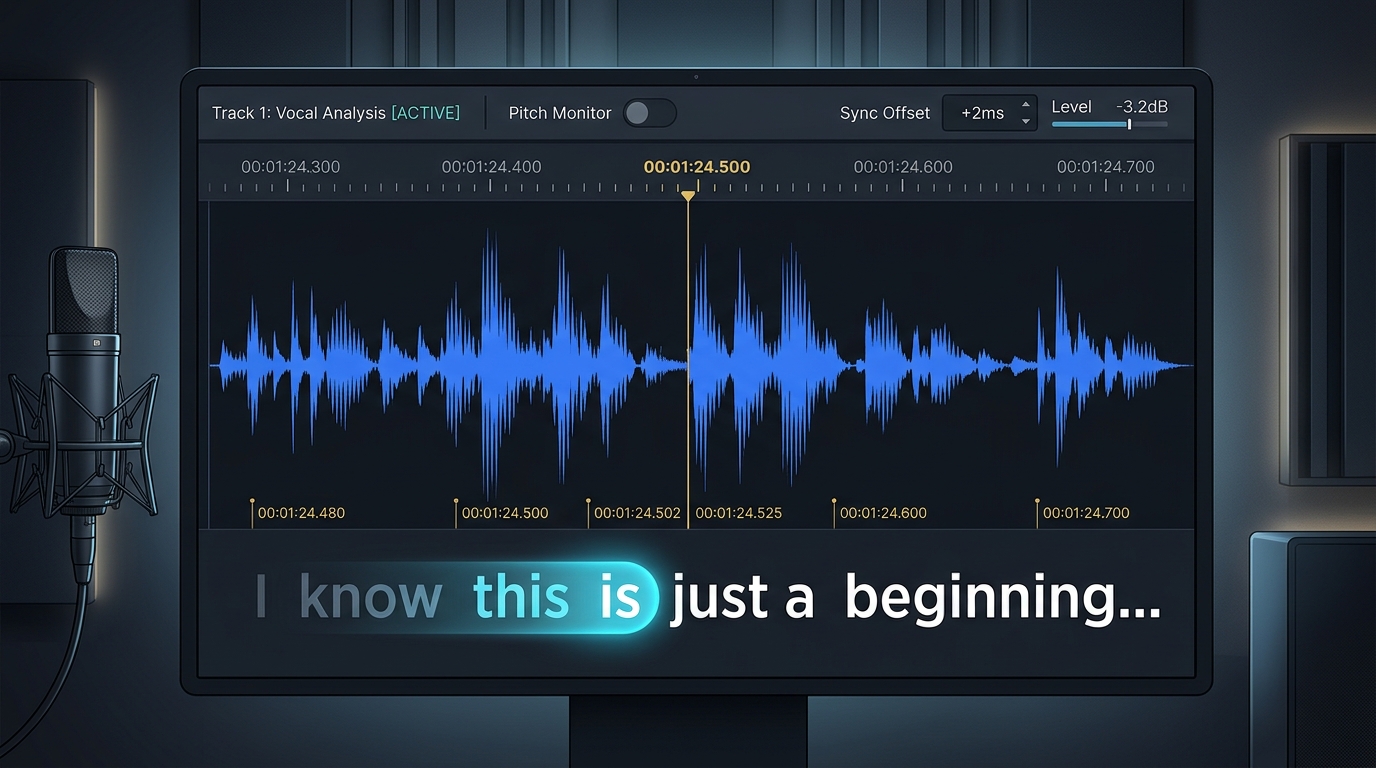 Track 1: Vocal Analysis [ACTIVE] Pitch Monitor Sync Offset +2ms Level -3.2dB
00:01:24.300 00:01:24.400 00:01:24.500 00:01:24.600 00:01:24.700
00:01:24.480 00:01:24.500 00:01:24.502 00:01:24.525 00:01:24.600 00:01:24.700
I know this is just a beginning...